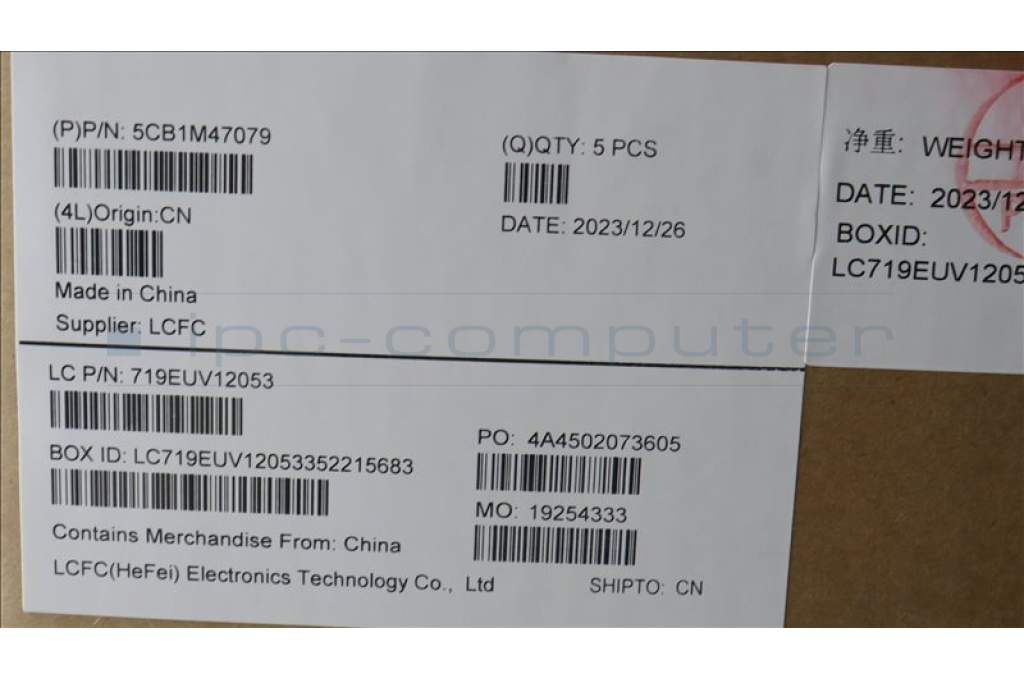 (P)P/N: 5CB1M47079
(Q)QTY: 5 PCS
(4L)Origin:CN
DATE: 2023/12/26
Made in China
Supplier: LCFC
LC P/N: 719EUV12053
PO: 4A4502073605
BOX ID: LC719EUV12053352215683
MO: 19254333
Contains Merchandise From: China
LCFC(HeFei) Electronics Technology Co., Ltd
SHIPTO: CN
净重: WEIGHT
DATE: 2023/12
BOXID:
LC719EUV1205
ipc-computer